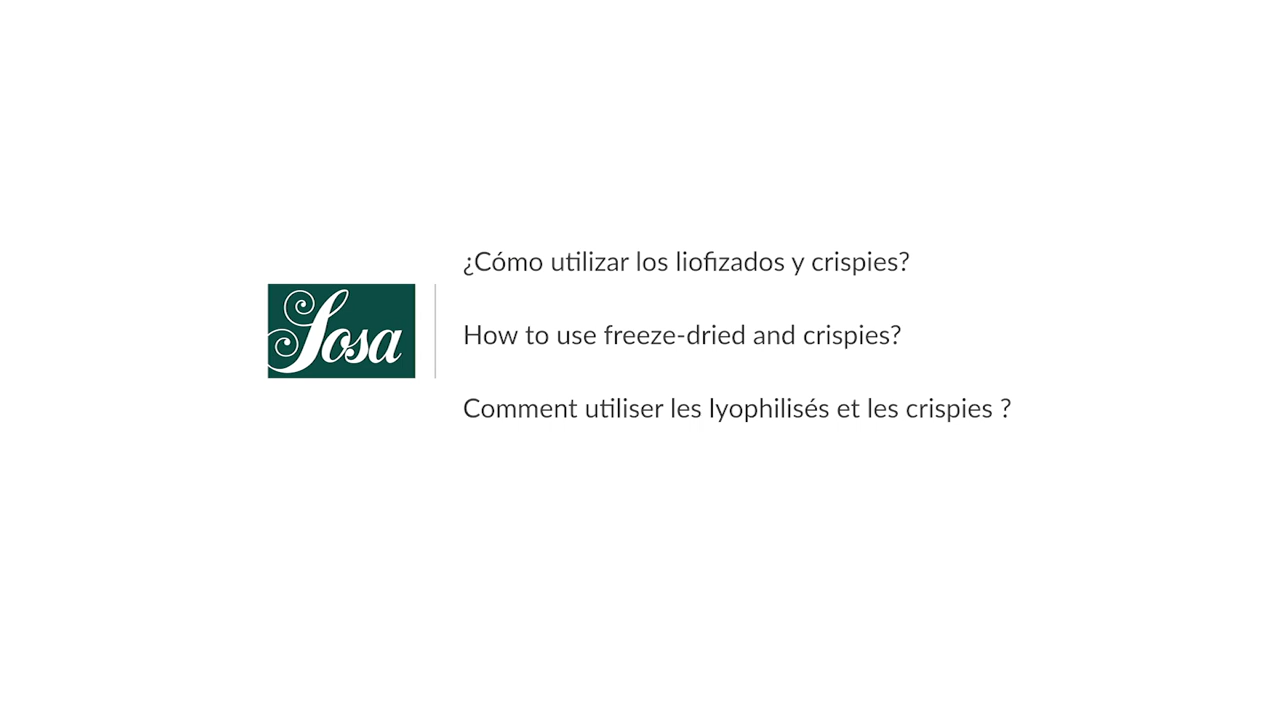 ¿Cómo utilizar los liofizados y crispies?
Sosa
How to use freeze-dried and crispies?
Comment utiliser les lyophilisés et les crispies ?